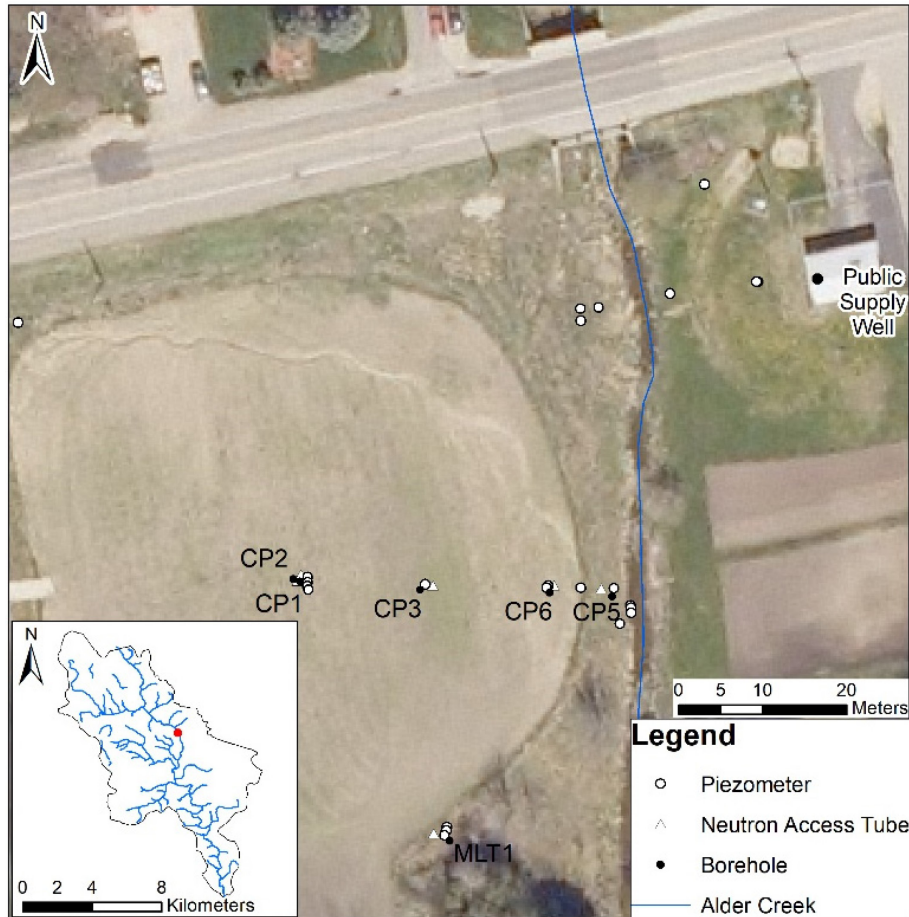 N
Public
Supply
Well
CP2
CP1
CP3
CP6
CP5
N
0 5 10 20
Meters
Legend
Piezometer
Neutron Access Tube
MLT1
Borehole
0 2 4 8
Kilometers
Alder Creek